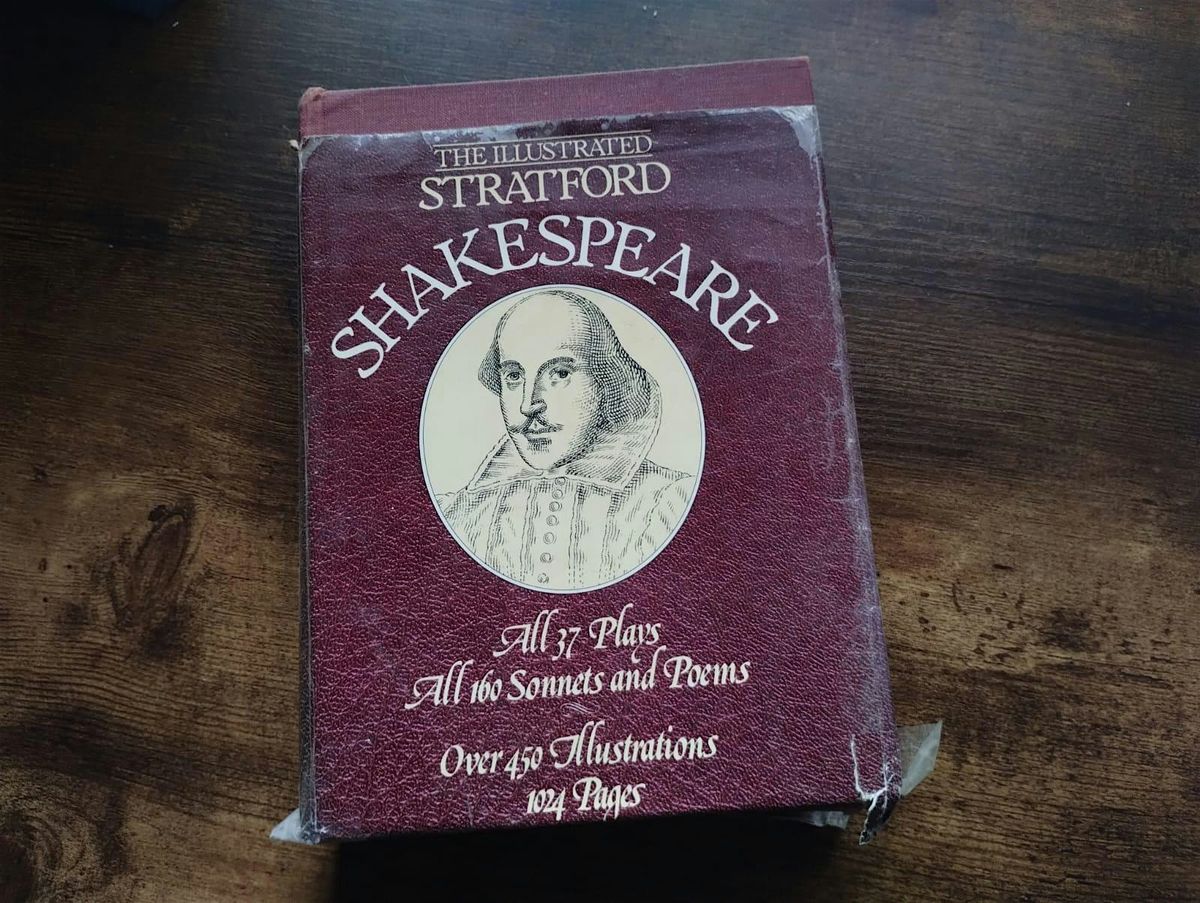 THE ILLUSTRATED
STRATFORD
SHAKESPEARE
All 37 Plays
All 160 Sonnets and Poems
Over 450 Illustrations
1024 Pages